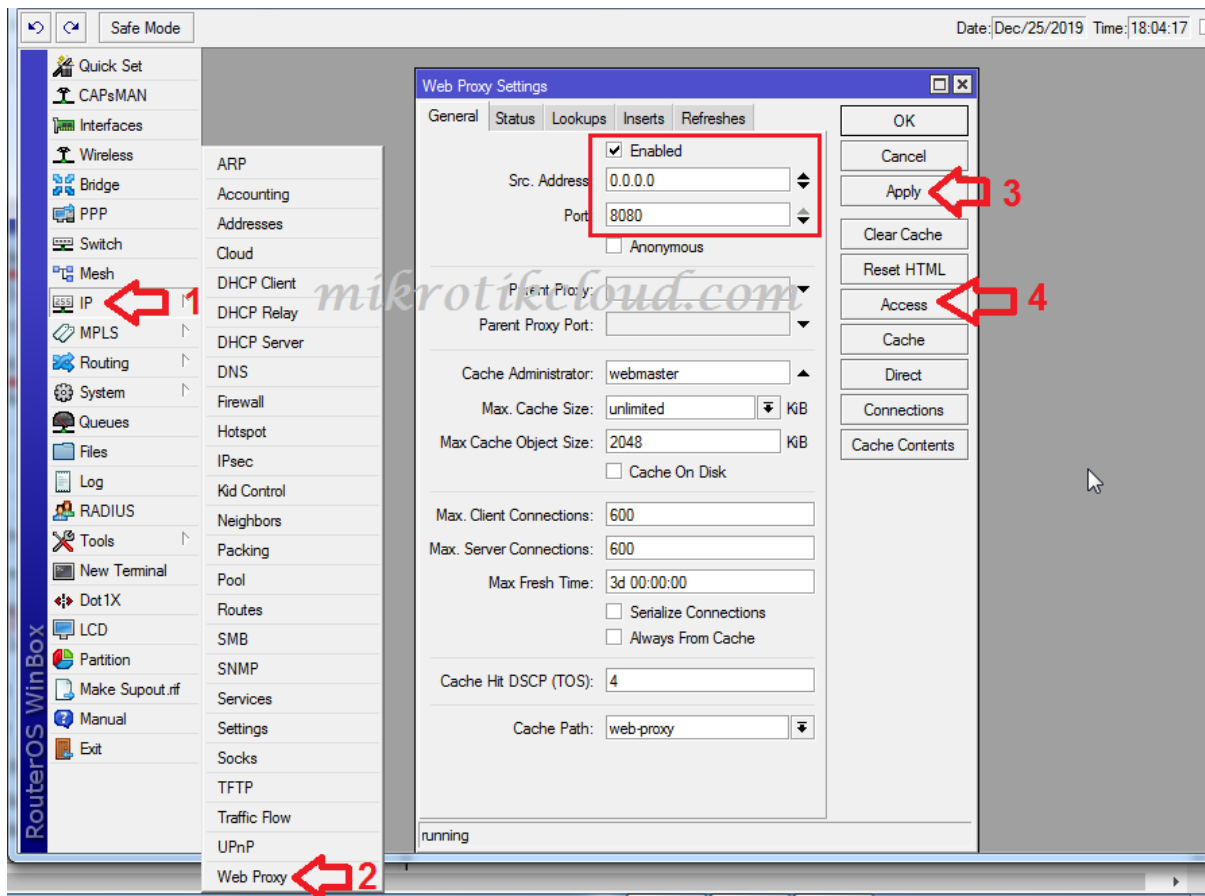 Safe Mode
Date: Dec/25/2019 Time: 18:04:17
RouterOS WinBox
Quick Set
CAPsMAN
Interfaces
Wireless
Bridge
PPP
Switch
Mesh
IP
1
MPLS
Routing
System
Queues
Files
Log
RADIUS
Tools
New Terminal
Dot1X
LCD
Partition
Make Supout.rif
Manual
Exit
ARP
Accounting
Addresses
Cloud
DHCP Client
DHCP Relay
DHCP Server
DNS
Firewall
Hotspot
IPsec
Kid Control
Neighbors
Packing
Pool
Routes
SMB
SNMP
Services
Settings
Socks
TFTP
Traffic Flow
UPnP
Web Proxy
2
Web Proxy Settings
General Status Lookups Inserts Refreshes
Enabled
Src. Address 0.0.0.0
Port 8080
Anonymous
mikrotikcloud.com
Parent Proxy:
Parent Proxy Port:
Cache Administrator: webmaster
Max. Cache Size: unlimited KiB
Max Cache Object Size: 2048 KiB
Cache On Disk
Max. Client Connections: 600
Max. Server Connections: 600
Max Fresh Time: 3d 00:00:00
Serialize Connections
Always From Cache
Cache Hit DSCP (TOS): 4
Cache Path: web-proxy
running
OK
Cancel
Apply
3
Clear Cache
Reset HTML
Access
4
Cache
Direct
Connections
Cache Contents